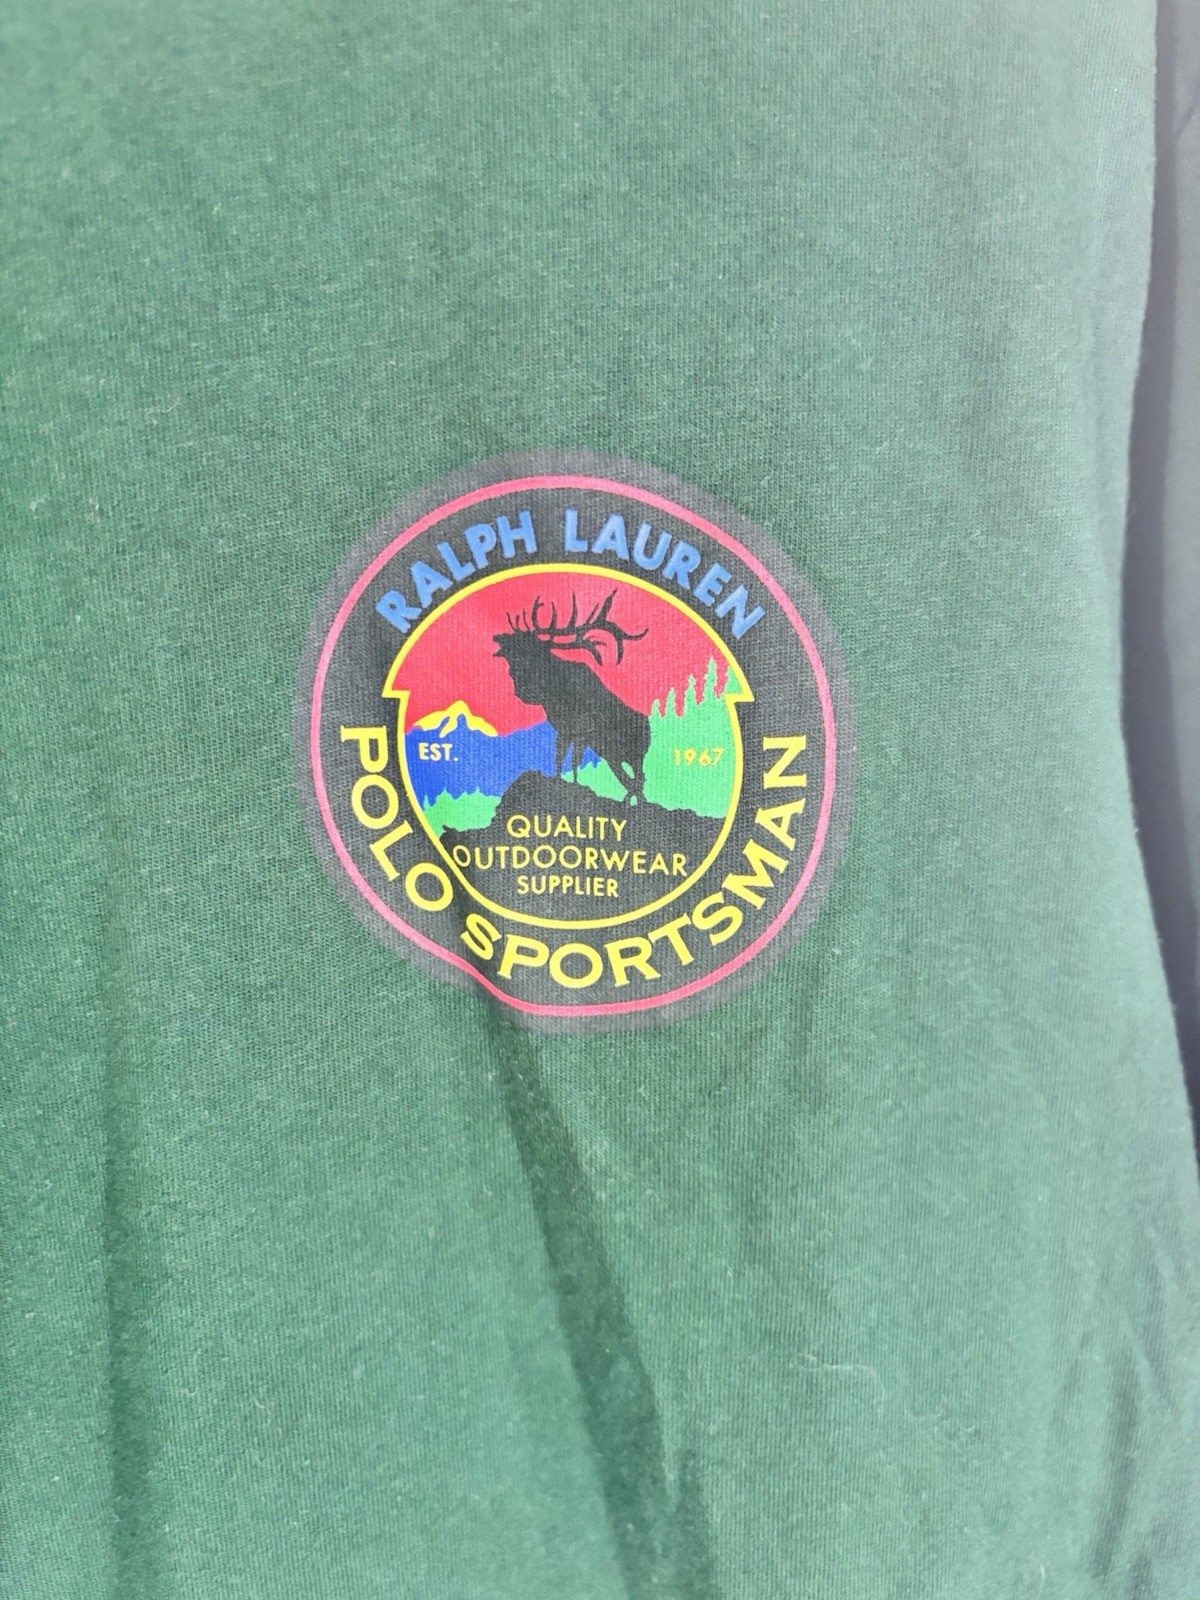 RALPH LAUREN
EST. 1967
QUALITY
OUTDOORWEAR
SUPPLIER
POLO SPORTSMAN